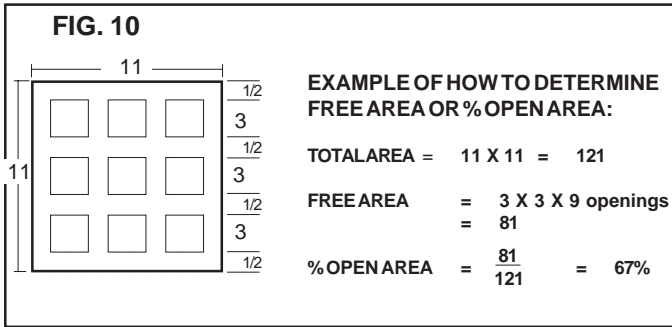 FIG. 10
11
11
1/2
3
1/2
3
1/2
3
1/2
EXAMPLE OF HOW TO DETERMINE
FREE AREA OR % OPEN AREA:
TOTAL AREA = 11 X 11 = 121
FREE AREA = 3 X 3 X 9 openings
= 81
% OPEN AREA = 81/121 = 67%